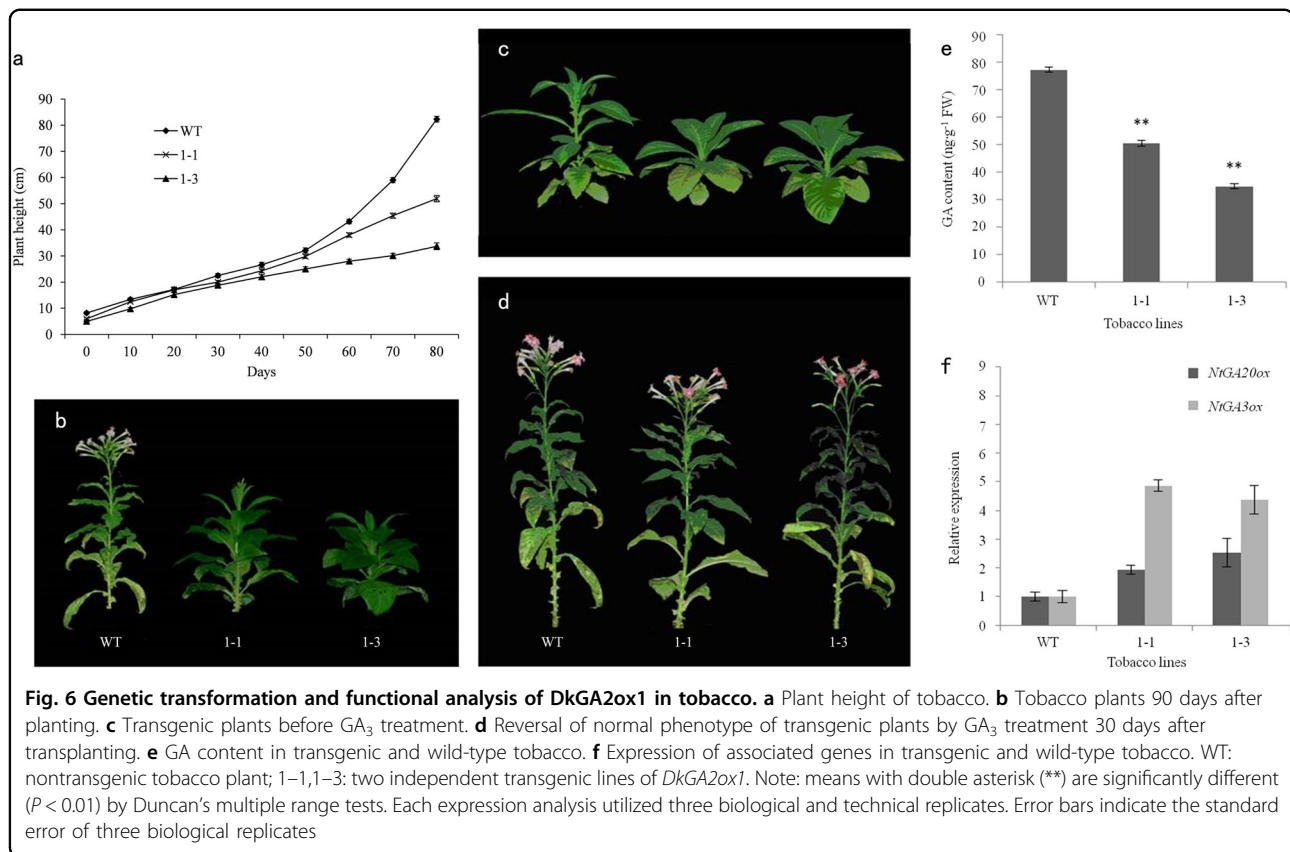 a
Plant height (cm)
90
80
70
60
50
40
30
20
10
0
WT
1-1
1-3
0 10 20 30 40 50 60 70 80
Days
b
WT 1-1 1-3
c
d
WT 1-1 1-3
e
GA content (ng·g⁻¹ FW)
90
80
70
60
50
40
30
20
10
0
**
**
WT 1-1 1-3
Tobacco lines
f
Relative expression
9
8
7
6
5
4
3
2
1
0
NtGA20ox
NtGA3ox
WT 1-1 1-3
Tobacco lines
Fig. 6 Genetic transformation and functional analysis of DkGA2ox1 in tobacco. a Plant height of tobacco. b Tobacco plants 90 days after
planting. c Transgenic plants before GA₃ treatment. d Reversal of normal phenotype of transgenic plants by GA₃ treatment 30 days after
transplanting. e GA content in transgenic and wild-type tobacco. f Expression of associated genes in transgenic and wild-type tobacco. WT:
nontransgenic tobacco plant; 1–1,1–3: two independent transgenic lines of DkGA2ox1. Note: means with double asterisk (**) are significantly different
(P < 0.01) by Duncan's multiple range tests. Each expression analysis utilized three biological and technical replicates. Error bars indicate the standard
error of three biological replicates